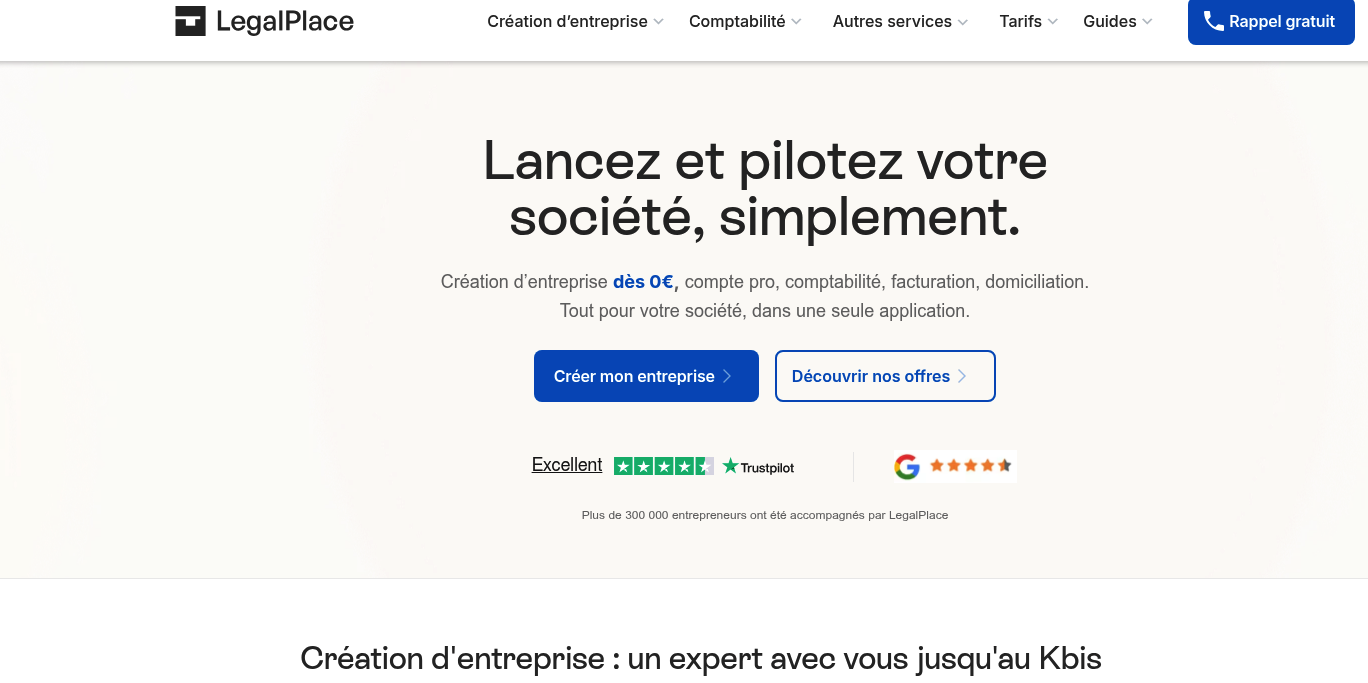 LegalPlace
Création d’entreprise
Comptabilité
Autres services
Tarifs
Guides
Rappel gratuit
Lancez et pilotez votre
société, simplement.
Création d’entreprise dès 0€, compte pro, comptabilité, facturation, domiciliation.
Tout pour votre société, dans une seule application.
Créer mon entreprise
Découvrir nos offres
Excellent
Trustpilot
Plus de 300 000 entrepreneurs ont été accompagnés par LegalPlace
Création d'entreprise : un expert avec vous jusqu'au Kbis